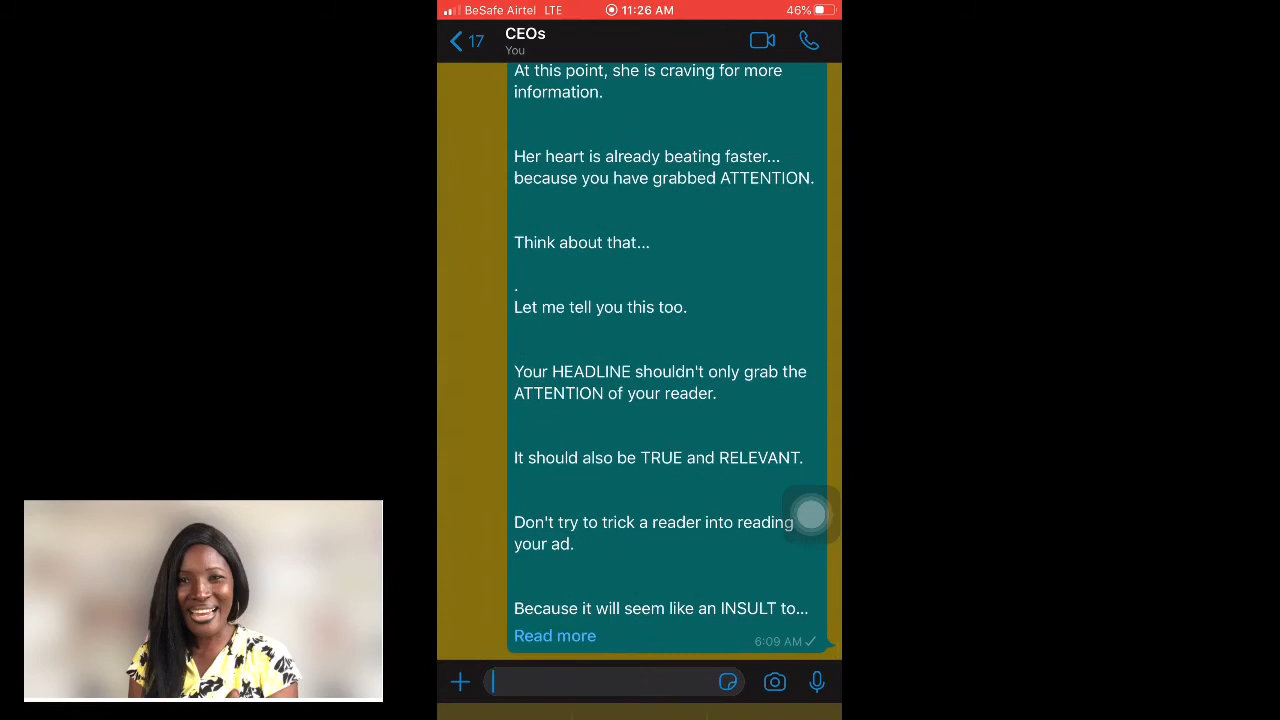 BeSafe Airtel LTE 11:26 AM 46%
17 CEOs
You
At this point, she is craving for more
information.
Her heart is already beating faster...
because you have grabbed ATTENTION.
Think about that...
.
Let me tell you this too.
Your HEADLINE shouldn't only grab the
ATTENTION of your reader.
It should also be TRUE and RELEVANT.
Don't try to trick a reader into reading
your ad.
Because it will seem like an INSULT to...
Read more
6:09 AM